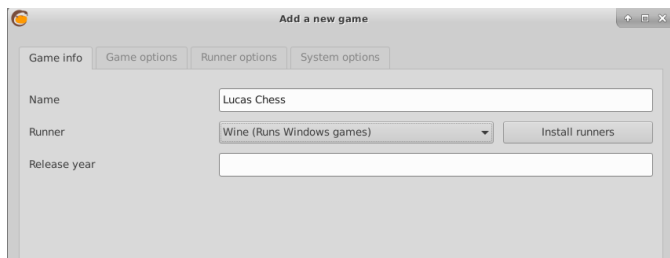 Add a new game
Game info Game options Runner options System options
Name Lucas Chess
Runner Wine (Runs Windows games) Install runners
Release year